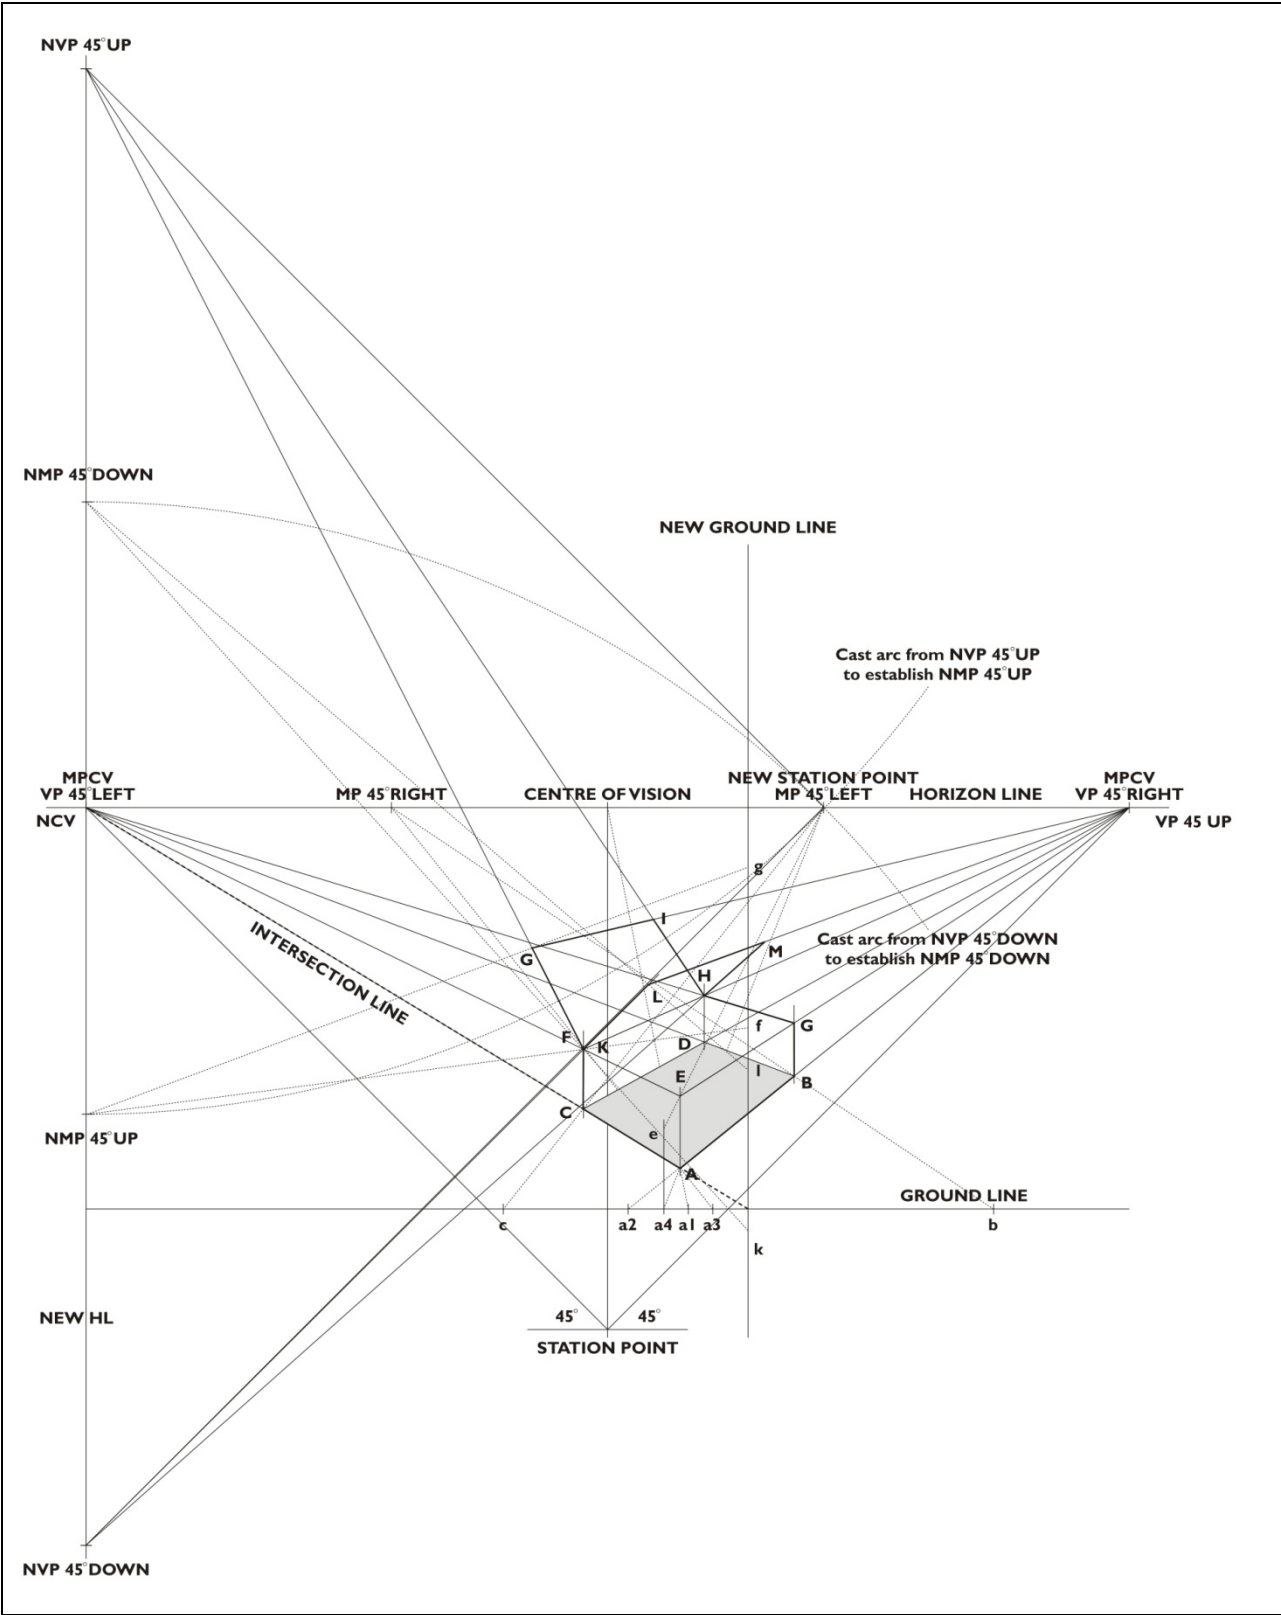 NVP 45°UP
NMP 45°DOWN
NEW GROUND LINE
Cast arc from NVP 45°UP
to establish NMP 45°UP
MPCV
VP 45°LEFT
NCV
MP 45°RIGHT
CENTRE OF VISION
NEW STATION POINT
MP 45°LEFT
HORIZON LINE
MPCV
VP 45°RIGHT
VP 45 UP
g
I
G
INTERSECTION LINE
Cast arc from NVP 45°DOWN
to establish NMP 45°DOWN
M
H
L
f
G
F
K
D
E
l
B
C
e
NMP 45°UP
A
GROUND LINE
c
a2
a4
a1
a3
b
k
NEW HL
45°
45°
STATION POINT
NVP 45°DOWN